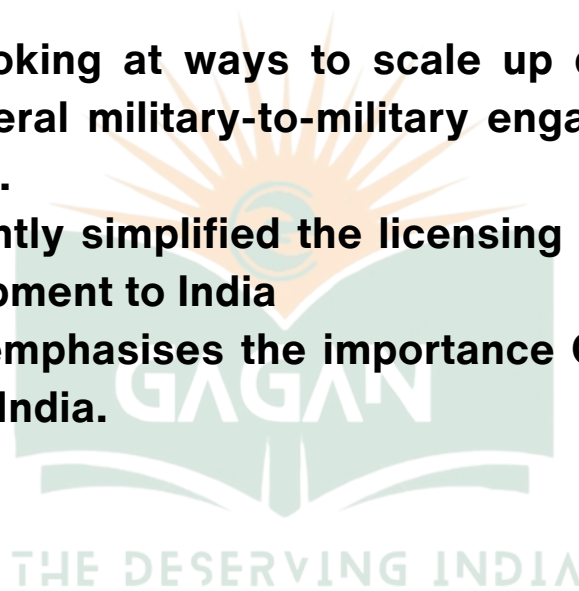 oking at ways to scale up
eral military-to-military enga
.
ntly simplified the licensing
pment to India
emphasises the importance
India.
GAGAN
THE DESERVING INDIA